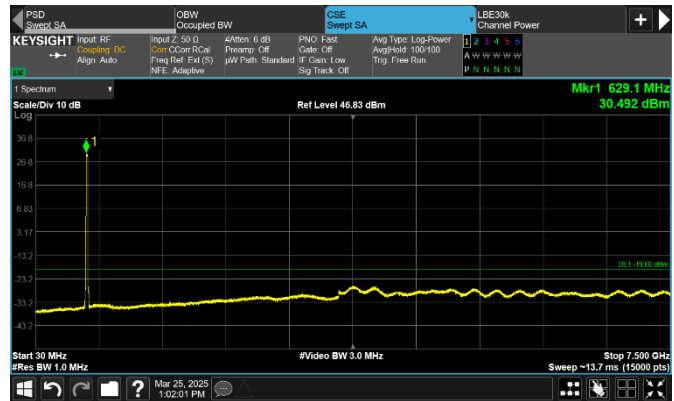 PSD
Swept SA
OBW
Occupied BW
CSE
Swept SA
LBE30k
Channel Power
KEYSIGHT
Input: RF
Coupling: DC
Align: Auto
Input Z: 50 Ω
Corr CCorr RCal
Freq Ref: Ext (S)
NFE: Adaptive
#Atten: 6 dB
Preamp: Off
µW Path: Standard
PNO: Fast
Gate: Off
IF Gain: Low
Sig Track: Off
Avg Type: Log-Power
Avg|Hold: 100/100
Trig: Free Run
1 2 3 4 5 6
A W W W W W
P N N N N N
LXI
1 Spectrum
Scale/Div 10 dB
Log
Ref Level 46.83 dBm
Mkr1 629.1 MHz
30.492 dBm
36.8
26.8
16.8
6.83
-3.17
-13.2
-23.2
-33.2
-43.2
1
DL1 -19.00 dBm
Start 30 MHz
#Res BW 1.0 MHz
#Video BW 3.0 MHz
Stop 7.500 GHz
Sweep ~13.7 ms (15000 pts)
?
Mar 25, 2025
1:02:01 PM